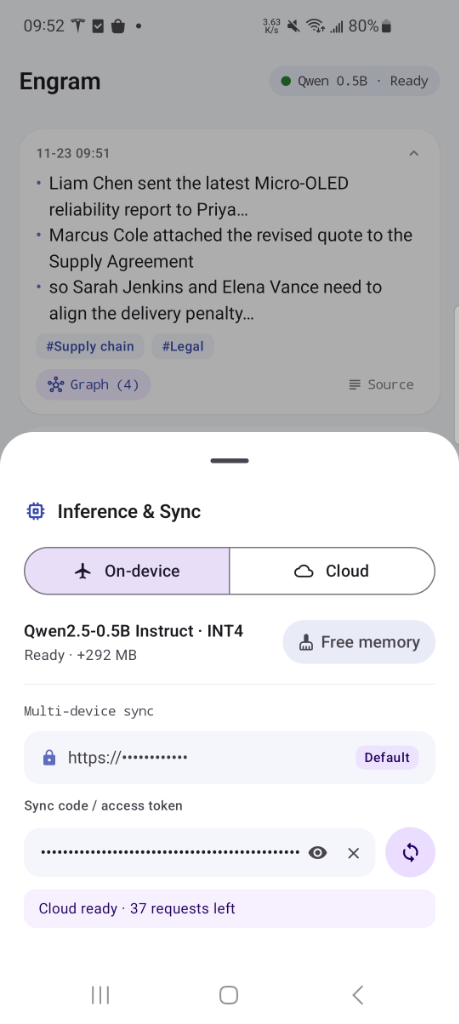 09:52 3.63 K/s 80%
Engram
Qwen 0.5B · Ready
11-23 09:51
• Liam Chen sent the latest Micro-OLED
reliability report to Priya…
• Marcus Cole attached the revised quote to the
Supply Agreement
• so Sarah Jenkins and Elena Vance need to
align the delivery penalty…
#Supply chain #Legal
Graph (4) Source
Inference & Sync
On-device Cloud
Qwen2.5-0.5B Instruct · INT4
Ready · +292 MB
Free memory
Multi-device sync
https://••••••••••••
Default
Sync code / access token
Cloud ready · 37 requests left